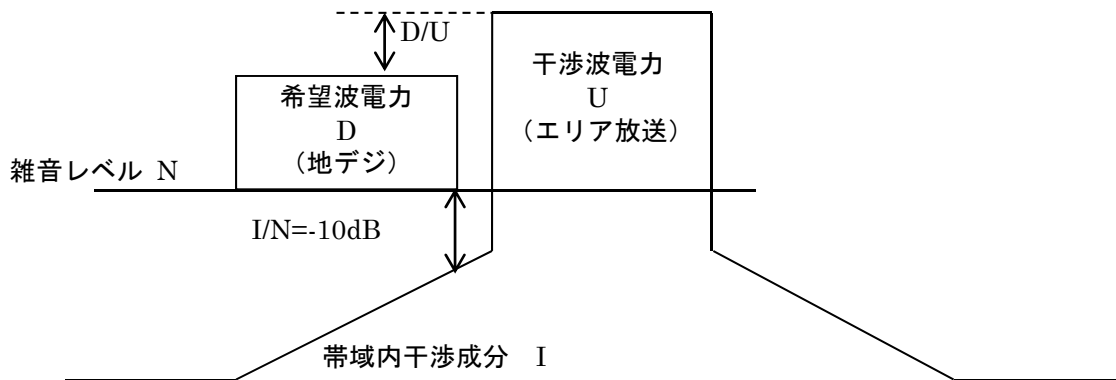 D/U
干渉波電力
U
(エリア放送)
希望波電力
D
(地デジ)
雑音レベル N
I/N=-10dB
帯域内干渉成分 I